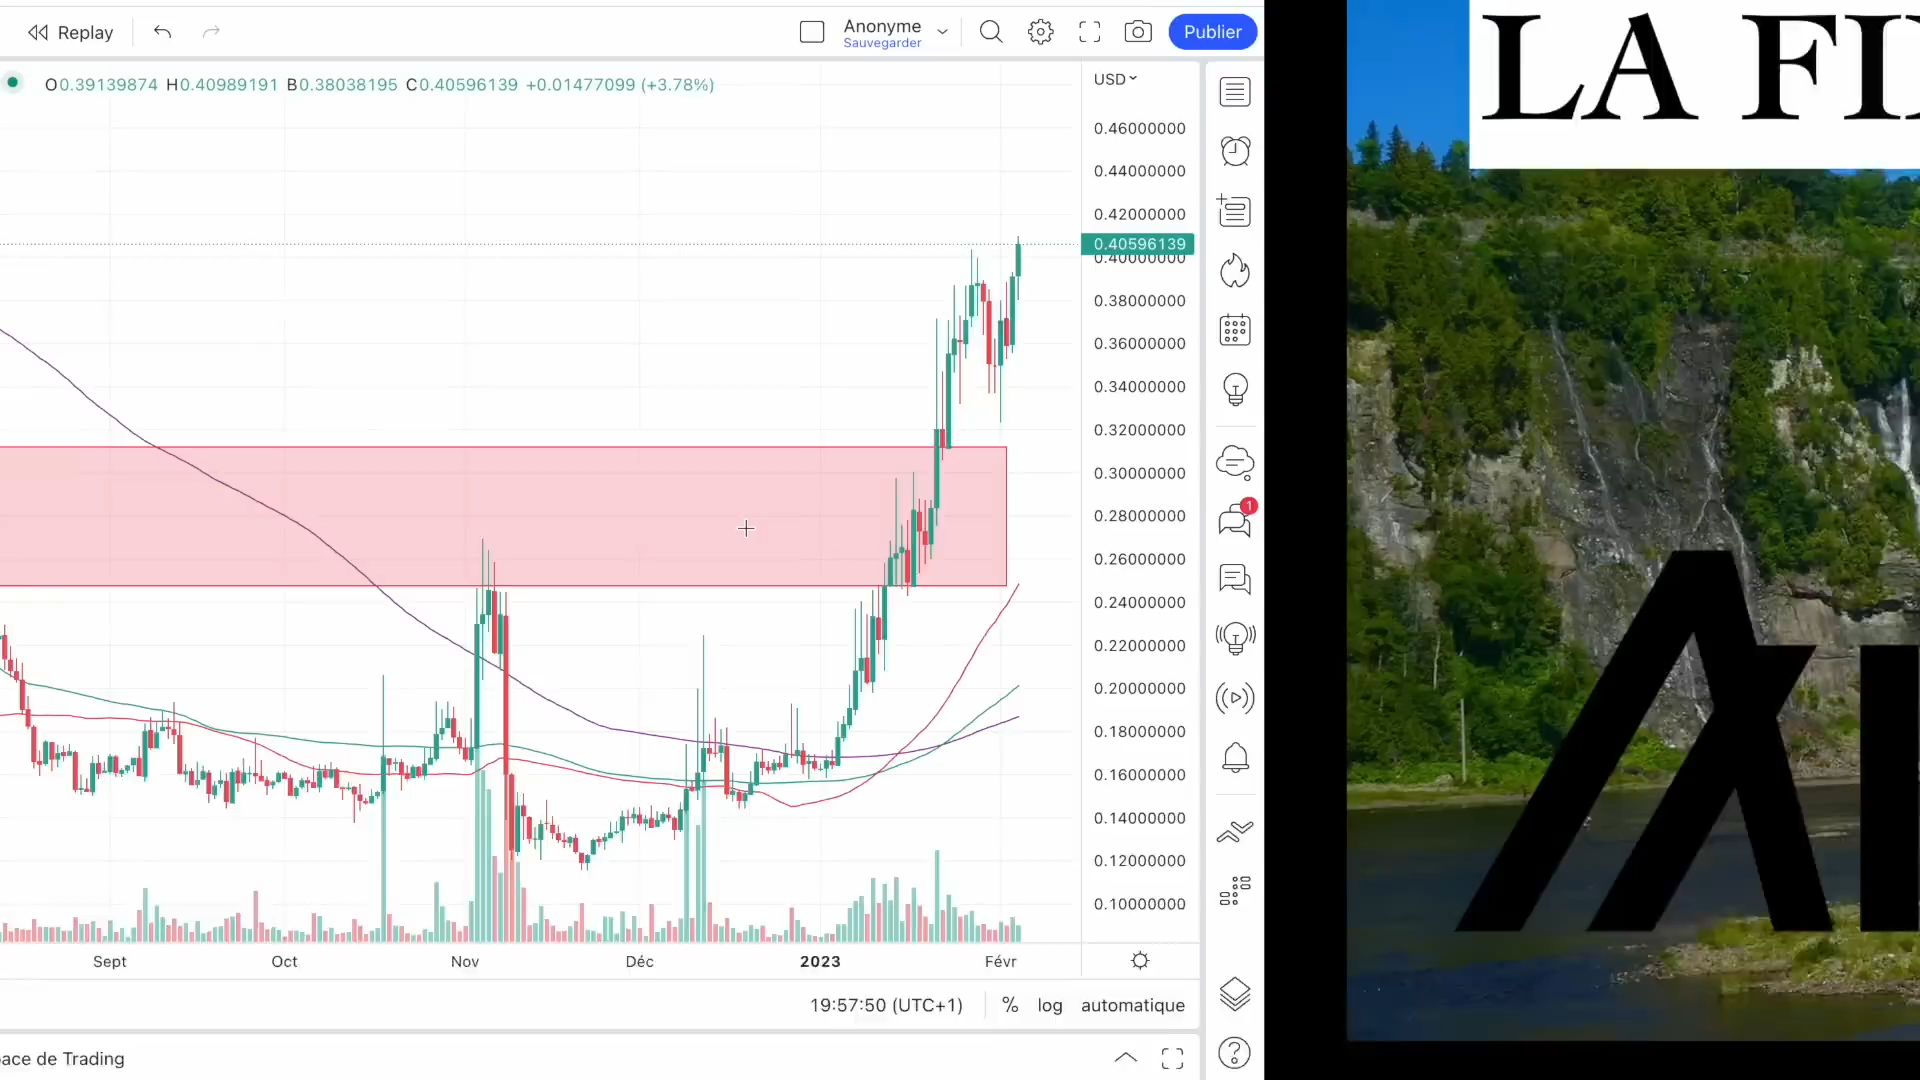 Replay
Anonyme
Sauvegarder
Publier
O0.39139874 H0.40989191 B0.38038195 C0.40596139 +0.01477099 (+3.78%)
USD
0.46000000
0.44000000
0.42000000
0.40596139
0.40000000
0.38000000
0.36000000
0.34000000
0.32000000
0.30000000
0.28000000
0.26000000
0.24000000
0.22000000
0.20000000
0.18000000
0.16000000
0.14000000
0.12000000
0.10000000
Sept Oct Nov Déc 2023 Févr
19:57:50 (UTC+1) % log automatique
ace de Trading
1
LA FI